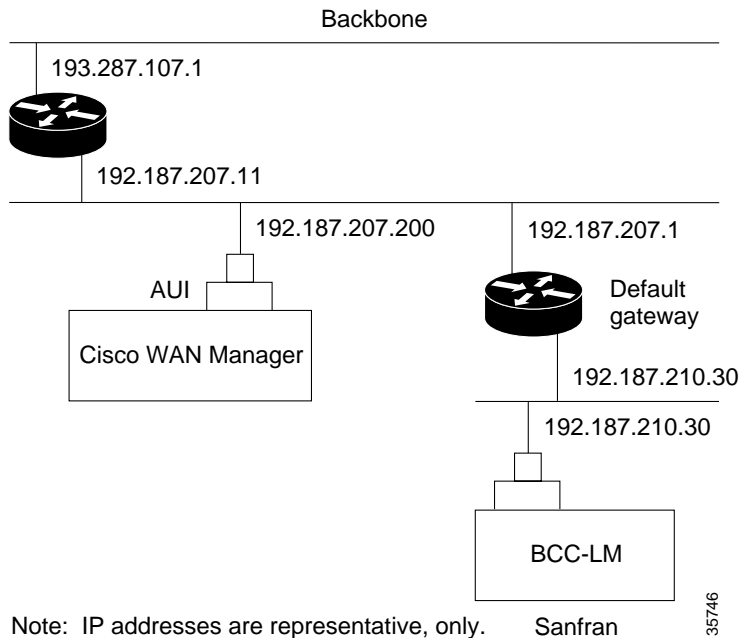 Backbone
193.287.107.1
192.187.207.11
192.187.207.200
192.187.207.1
AUI
Default
gateway
Cisco WAN Manager
192.187.210.30
192.187.210.30
BCC-LM
Note: IP addresses are representative, only.
Sanfran
35746